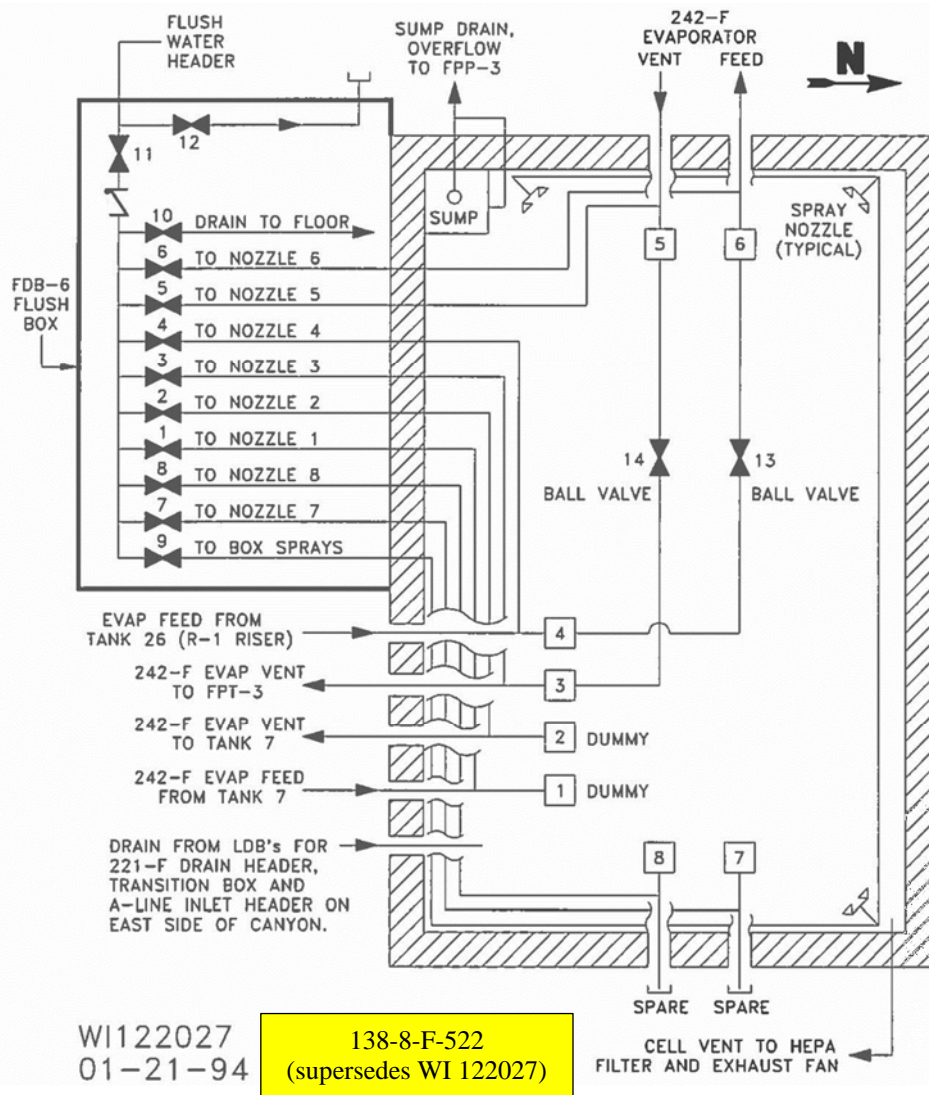 FLUSH
WATER
HEADER
SUMP DRAIN,
OVERFLOW
TO FPP-3
242-F
EVAPORATOR
VENT FEED
N
12
11
SUMP
SPRAY
NOZZLE
(TYPICAL)
FDB-6
FLUSH
BOX
10 DRAIN TO FLOOR
6 TO NOZZLE 6
5 TO NOZZLE 5
4 TO NOZZLE 4
3 TO NOZZLE 3
2 TO NOZZLE 2
1 TO NOZZLE 1
8 TO NOZZLE 8
7 TO NOZZLE 7
9 TO BOX SPRAYS
5 6
14 13
BALL VALVE BALL VALVE
EVAP FEED FROM
TANK 26 (R-1 RISER)
4
242-F EVAP VENT
TO FPT-3
3
242-F EVAP VENT
TO TANK 7
2 DUMMY
242-F EVAP FEED
FROM TANK 7
1 DUMMY
DRAIN FROM LDB's FOR
221-F DRAIN HEADER,
TRANSITION BOX AND
A-LINE INLET HEADER ON
EAST SIDE OF CANYON.
8 7
SPARE SPARE
CELL VENT TO HEPA
FILTER AND EXHAUST FAN
WI122027
01-21-94
138-8-F-522
(supersedes WI 122027)